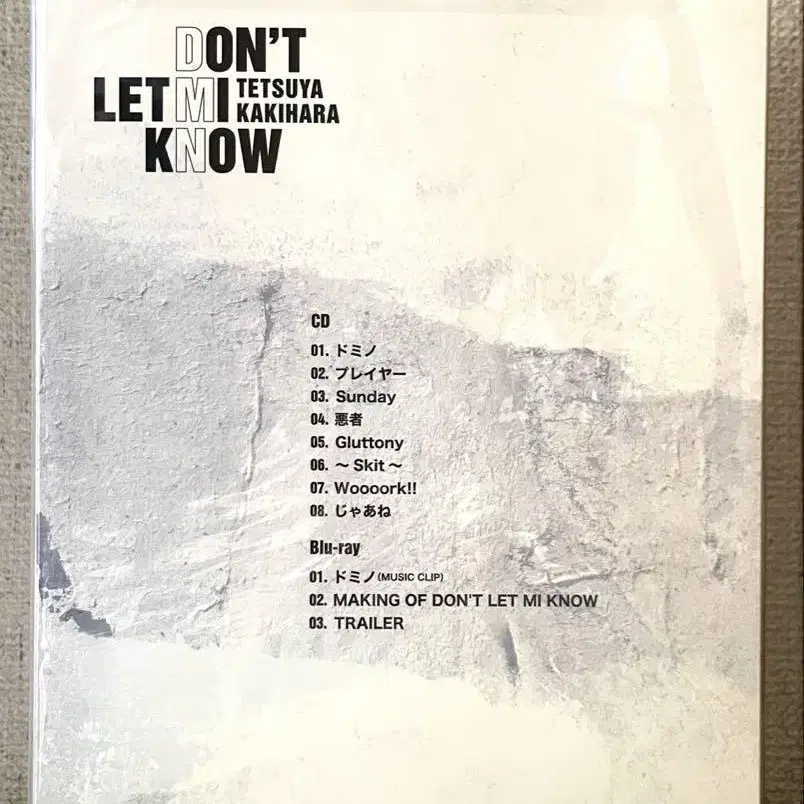 DON'T
LET MI
KNOW
TETSUYA
KAKIHARA
CD
01. ドミノ
02. プレイヤー
03. Sunday
04. 悪者
05. Gluttony
06. ～ Skit ～
07. Woooork!!
08. じゃあね
Blu-ray
01. ドミノ (MUSIC CLIP)
02. MAKING OF DON'T LET MI KNOW
03. TRAILER